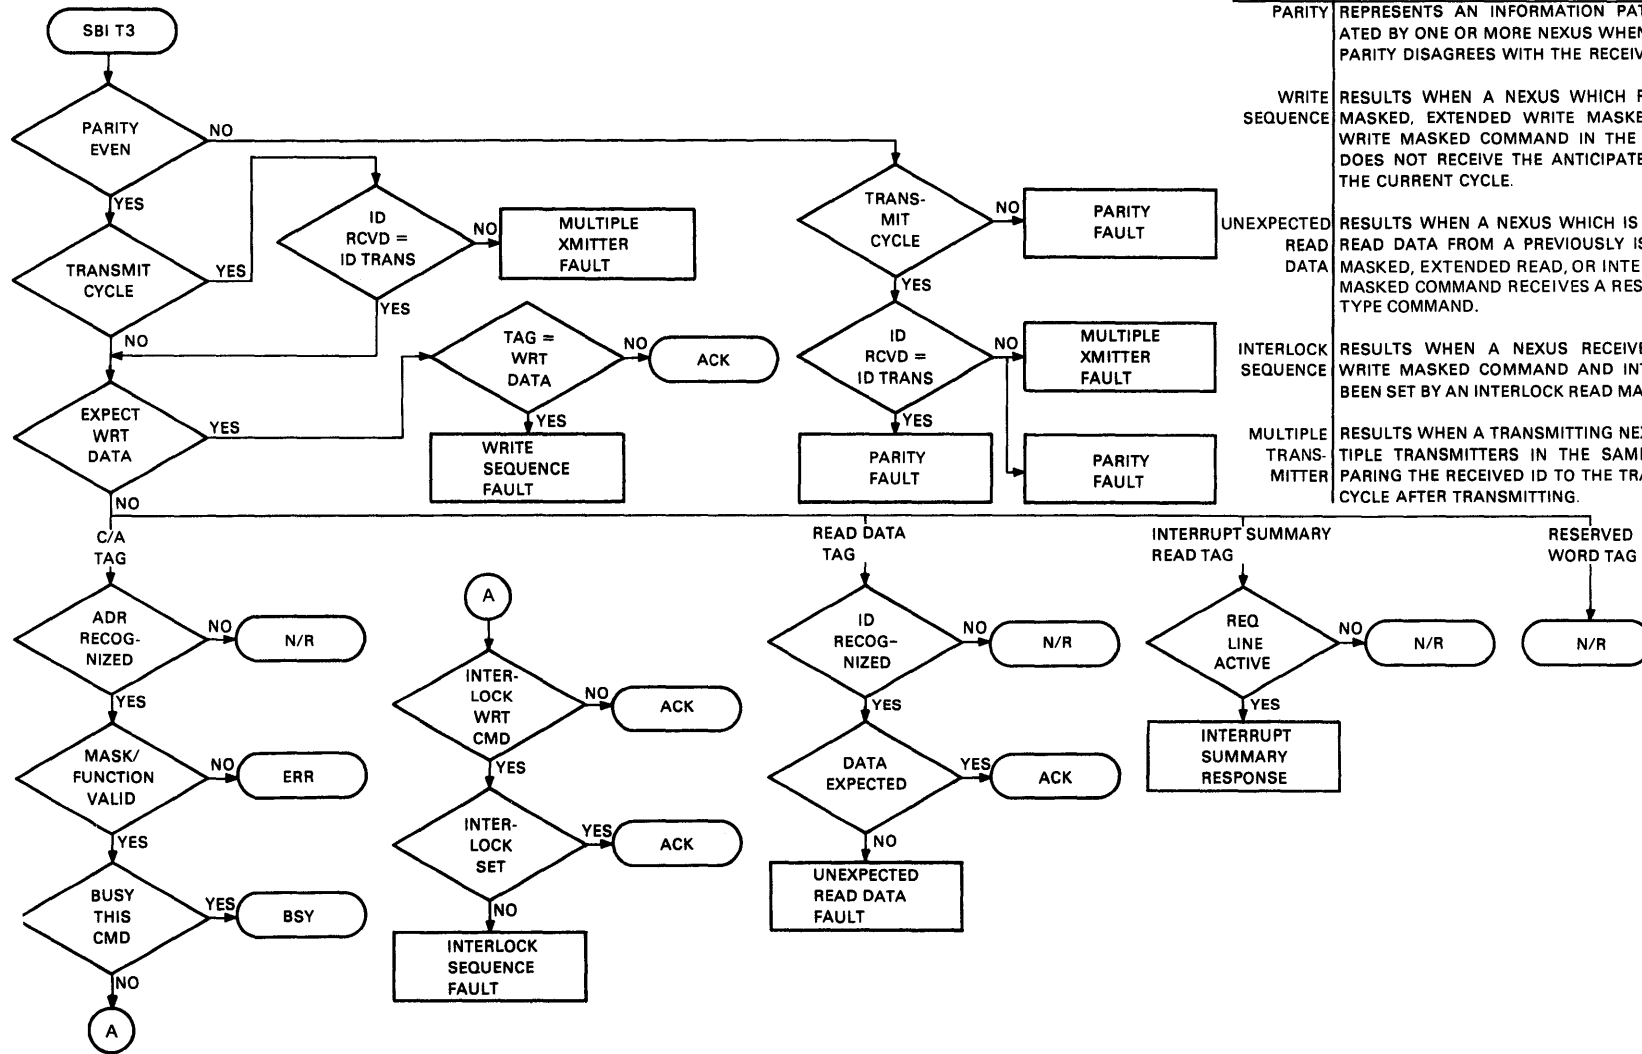 SBI T3
PARITY
EVEN
NO
YES
TRANSMIT
CYCLE
YES
NO
ID
RCVD =
ID TRANS
NO
YES
MULTIPLE
XMITTER
FAULT
EXPECT
WRT
DATA
YES
NO
TAG =
WRT
DATA
NO
ACK
YES
WRITE
SEQUENCE
FAULT
TRANS-
MIT
CYCLE
NO
PARITY
FAULT
YES
ID
RCVD =
ID TRANS
NO
MULTIPLE
XMITTER
FAULT
YES
PARITY
FAULT
PARITY
FAULT
PARITY REPRESENTS AN INFORMATION PAT
ATED BY ONE OR MORE NEXUS WHEN
PARITY DISAGREES WITH THE RECEIV
WRITE RESULTS WHEN A NEXUS WHICH
SEQUENCE MASKED, EXTENDED WRITE MASKE
WRITE MASKED COMMAND IN THE
DOES NOT RECEIVE THE ANTICIPATE
THE CURRENT CYCLE.
UNEXPECTED RESULTS WHEN A NEXUS WHICH IS
READ READ DATA FROM A PREVIOUSLY IS
DATA MASKED, EXTENDED READ, OR INTE
MASKED COMMAND RECEIVES A RES
TYPE COMMAND.
INTERLOCK RESULTS WHEN A NEXUS RECEIVE
SEQUENCE WRITE MASKED COMMAND AND INT
BEEN SET BY AN INTERLOCK READ MA
MULTIPLE RESULTS WHEN A TRANSMITTING NEX
TRANS- TIPLE TRANSMITTERS IN THE SAM
MITTER PARING THE RECEIVED ID TO THE TRA
CYCLE AFTER TRANSMITTING.
C/A
TAG
ADR
RECOG-
NIZED
NO
N/R
YES
MASK/
FUNCTION
VALID
NO
ERR
YES
BUSY
THIS
CMD
YES
BSY
NO
A
A
INTER-
LOCK
WRT
CMD
NO
ACK
YES
INTER-
LOCK
SET
YES
ACK
NO
INTERLOCK
SEQUENCE
FAULT
READ DATA
TAG
ID
RECOG-
NIZED
NO
N/R
YES
DATA
EXPECTED
YES
ACK
NO
UNEXPECTED
READ DATA
FAULT
INTERRUPT SUMMARY
READ TAG
REQ
LINE
ACTIVE
NO
N/R
YES
INTERRUPT
SUMMARY
RESPONSE
RESERVED
WORD TAG
N/R